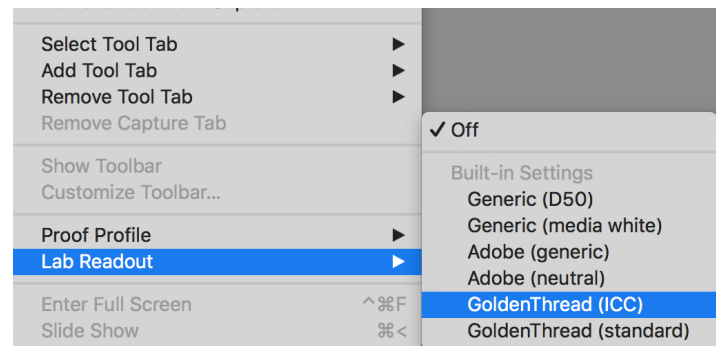 Select Tool Tab ▶
Add Tool Tab ▶
Remove Tool Tab ▶
Remove Capture Tab
Show Toolbar
Customize Toolbar...
Proof Profile ▶
Lab Readout ▶
Enter Full Screen ^⌘F
Slide Show ⌘<
✓ Off
Built-in Settings
Generic (D50)
Generic (media white)
Adobe (generic)
Adobe (neutral)
GoldenThread (ICC)
GoldenThread (standard)